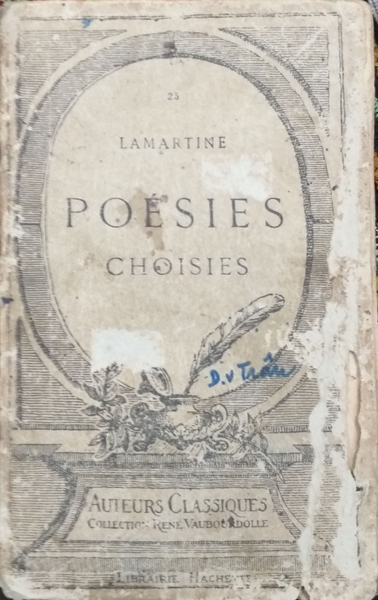 25
LAMARTINE
POÉSIES
CHOISIES
D.v Trân
AUTEURS CLASSIQUES
COLLECTION RENÉ VAUBOURDOLLE
LIBRAIRIE HACHETTE